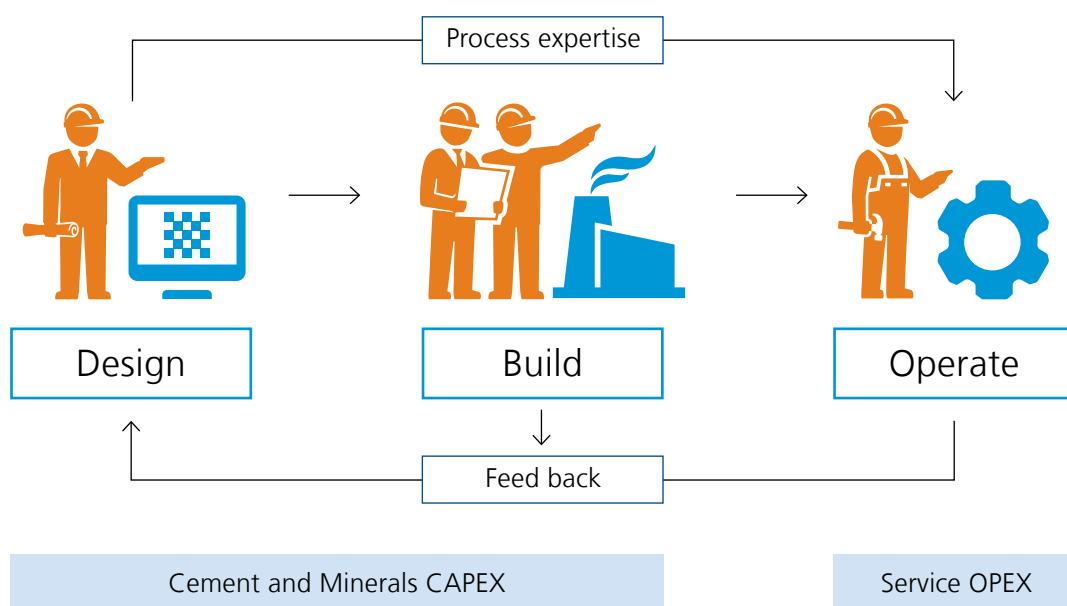 Process expertise
Design
Build
Operate
Feed back
Cement and Minerals CAPEX
Service OPEX